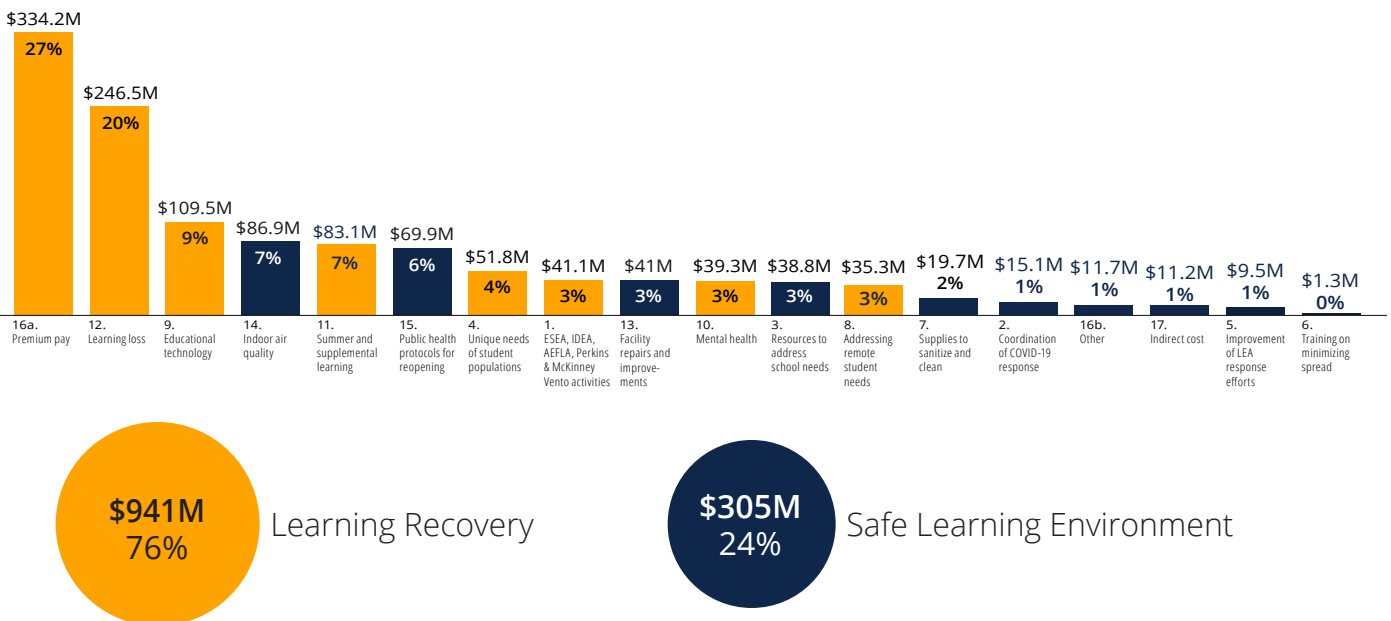 $334.2M
27%
$246.5M
20%
$109.5M
9%
$86.9M
7%
$83.1M
7%
$69.9M
6%
$51.8M
4%
$41.1M
3%
$41M
3%
$39.3M
3%
$38.8M
3%
$35.3M
3%
$19.7M
2%
$15.1M
1%
$11.7M
1%
$11.2M
1%
$9.5M
1%
$1.3M
0%
16a.
Premium pay
12.
Learning loss
9.
Educational
technology
14.
Indoor air
quality
11.
Summer and
supplemental
learning
15.
Public health
protocols for
reopening
4.
Unique needs
of student
populations
1.
ESEA, IDEA,
AEFLA, Perkins
& McKinney
Vento activities
13.
Facility
repairs and
improve-
ments
10.
Mental health
3.
Resources to
address
school needs
8.
Addressing
remote
student
needs
7.
Supplies to
sanitize and
clean
2.
Coordination
of COVID-19
response
16b.
Other
17.
Indirect cost
5.
Improvement
of LEA
response
efforts
6.
Training on
minimizing
spread
$941M
76%
Learning Recovery
$305M
24%
Safe Learning Environment